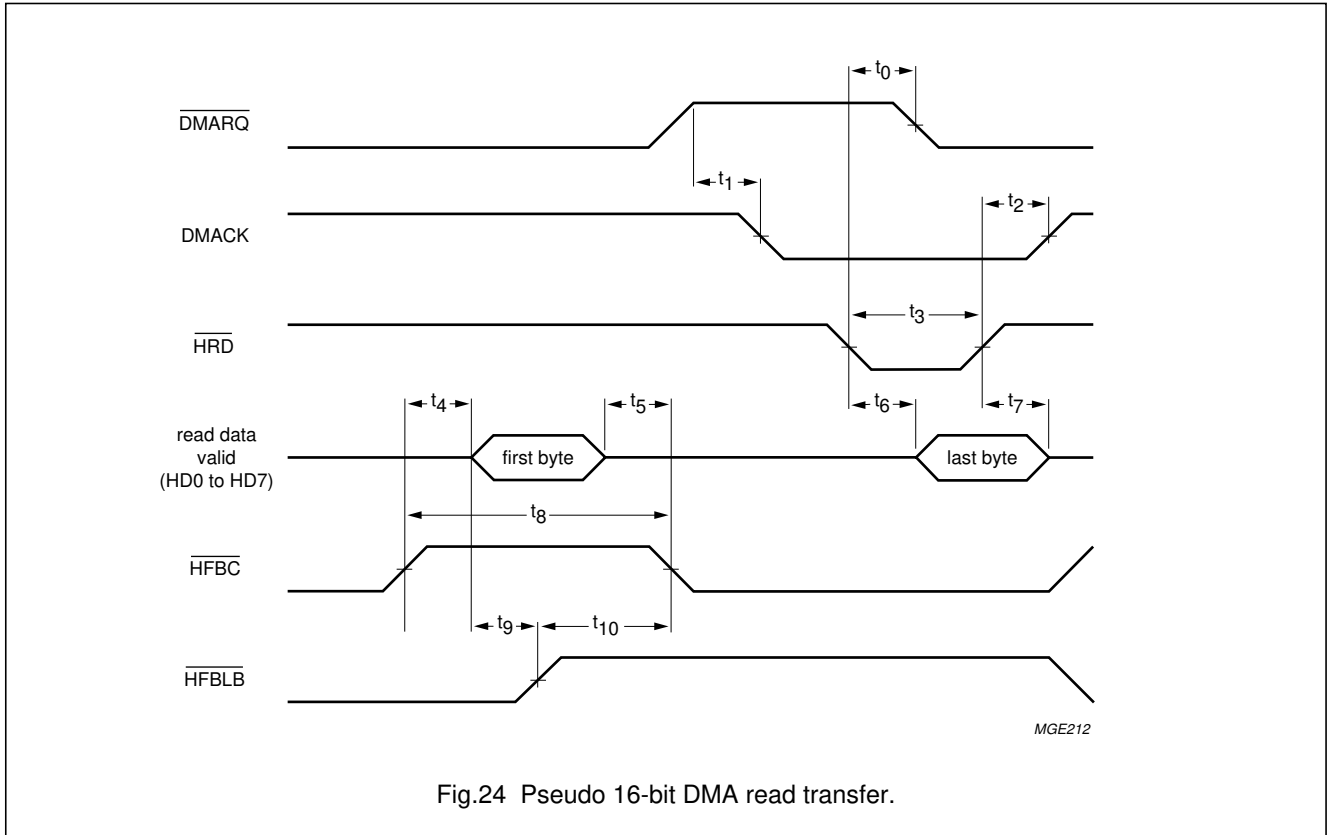 t0
DMARQ
t1
t2
DMACK
t3
HRD
t4
t5
t6
t7
read data
valid
(HD0 to HD7)
first byte
last byte
t8
HFBC
t9
t10
HFBLB
MGE212
Fig.24 Pseudo 16-bit DMA read transfer.